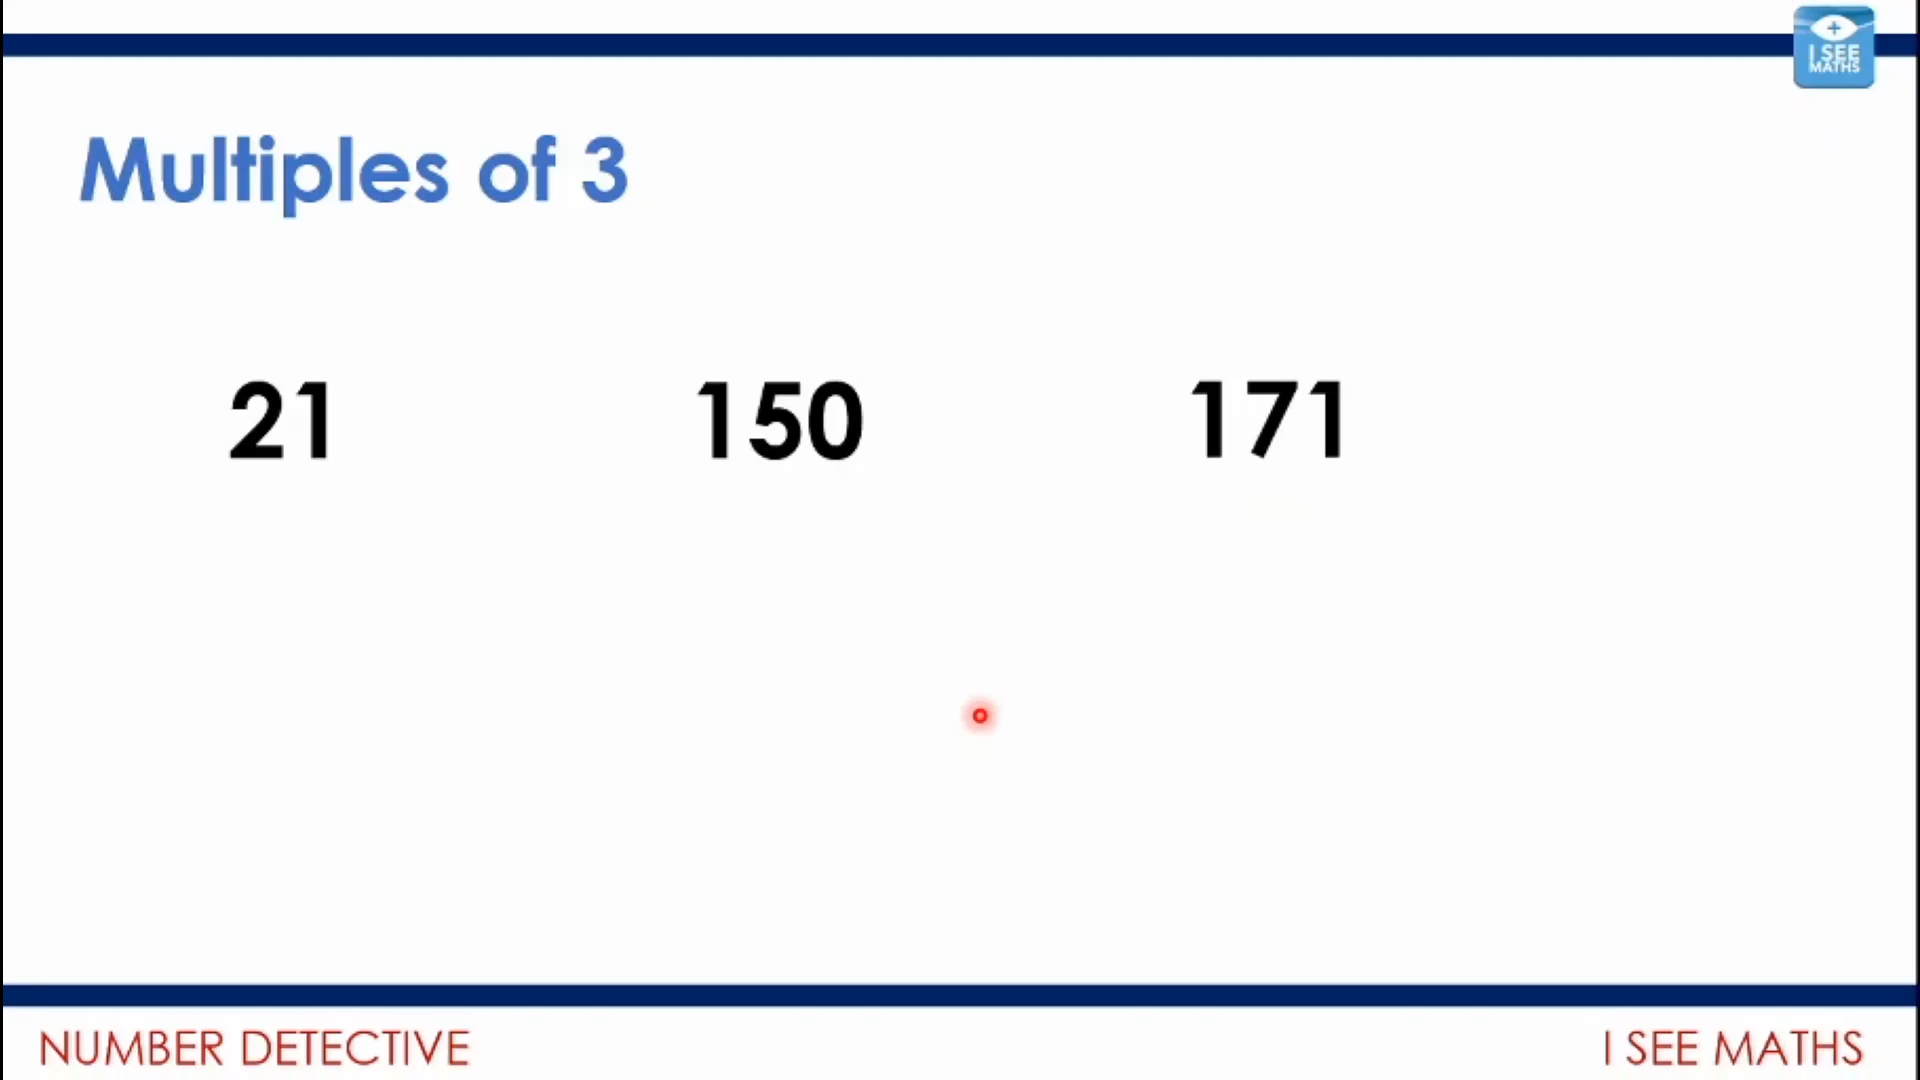 I SEE
MATHS
Multiples of 3
21 150 171
NUMBER DETECTIVE I SEE MATHS